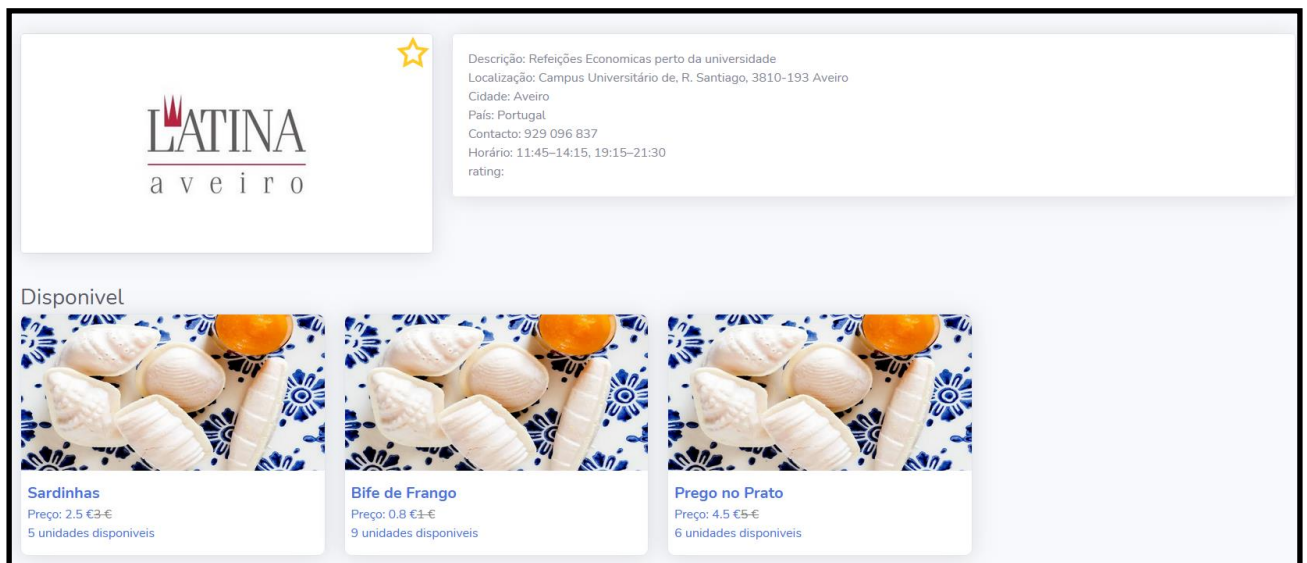 LATINA
aveiro
Descrição: Refeições Economicas perto da universidade
Localização: Campus Universitário de, R. Santiago, 3810-193 Aveiro
Cidade: Aveiro
País: Portugal
Contacto: 929 096 837
Horário: 11:45–14:15, 19:15–21:30
rating:
Disponivel
Sardinhas
Preço: 2.5 €3 €
5 unidades disponiveis
Bife de Frango
Preço: 0.8 €1 €
9 unidades disponiveis
Prego no Prato
Preço: 4.5 €5 €
6 unidades disponiveis